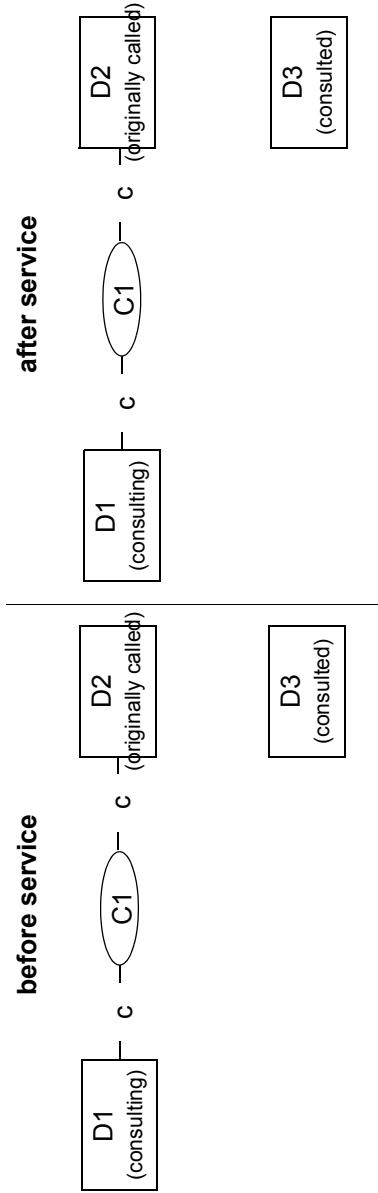 before service
after service
D1
(consulting)
c
C1
c
D2
(originally called)
D3
(consulted)
D1
(consulting)
c
C1
c
D2
(originally called)
D3
(consulted)